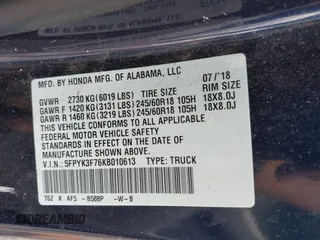 MFD. BY HONDA MFG. OF ALABAMA, LLC 07/'18
GVWR 2730 KG(6019 LBS) TIRE SIZE RIM SIZE
GAWR F 1420 KG(3131 LBS) 245/60R18 105H 18X8.0J
GAWR R 1460 KG(3219 LBS) 245/60R18 105H 18X8.0J
THIS VEHICLE CONFORMS TO ALL APPLICABLE
FEDERAL MOTOR VEHICLE SAFETY STANDARDS
IN EFFECT ON THE DATE OF MANUFACTURE
SHOWN ABOVE.
V.I.N.: 5FPYK3F76KB010613 TYPE: TRUCK
T6Z K AF5 -B588P -W-B
DREAMBID